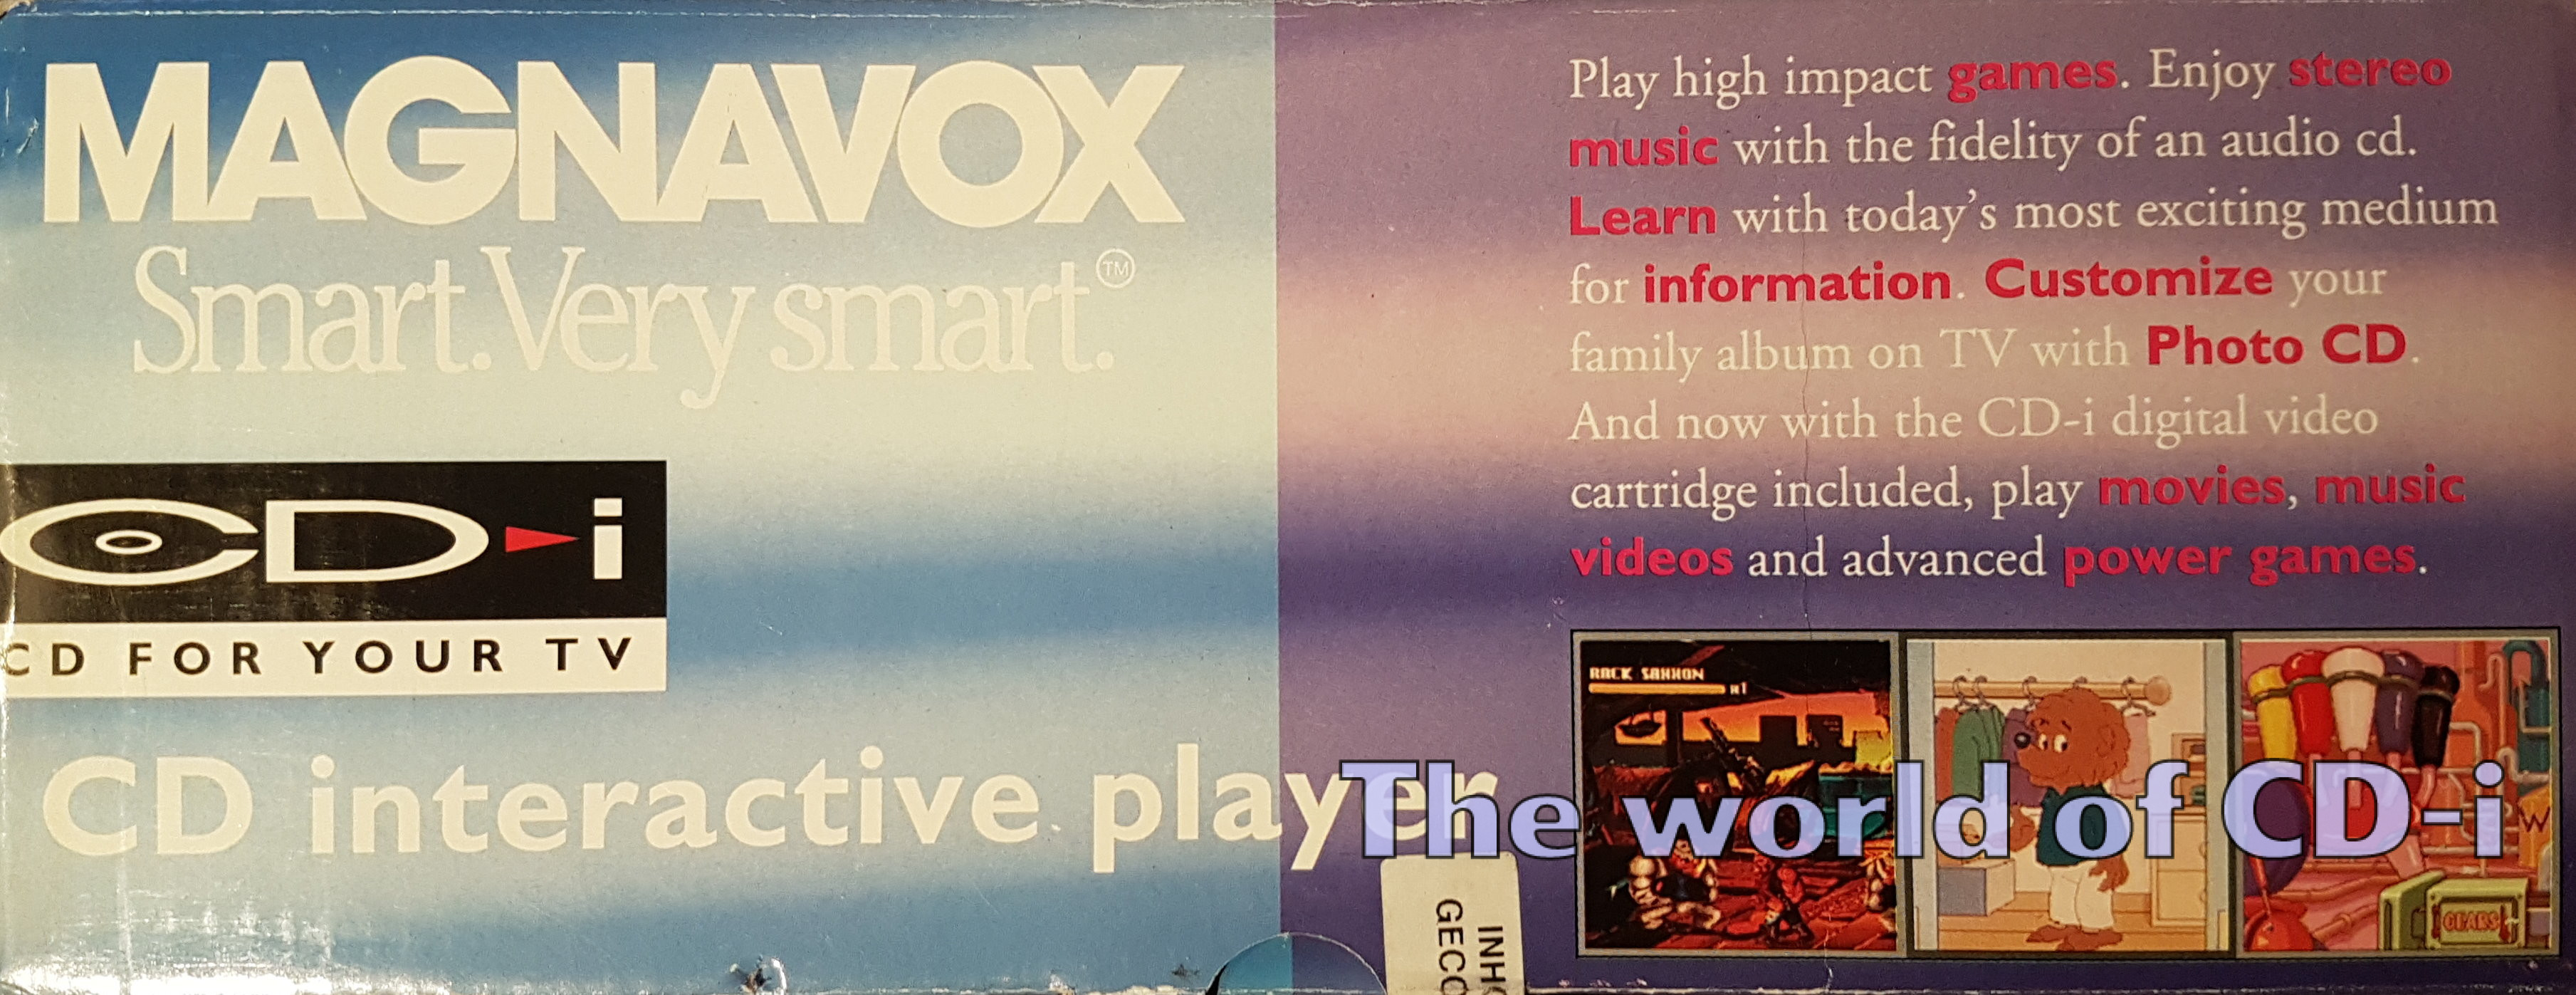 MAGNAVOX
Smart. Very smart.™
CD-i
CD FOR YOUR TV
CD interactive player
Play high impact games. Enjoy stereo
music with the fidelity of an audio cd.
Learn with today's most exciting medium
for information. Customize your
family album on TV with Photo CD.
And now with the CD-i digital video
cartridge included, play movies, music
videos and advanced power games.
x1
GEARS
The world of CD-i